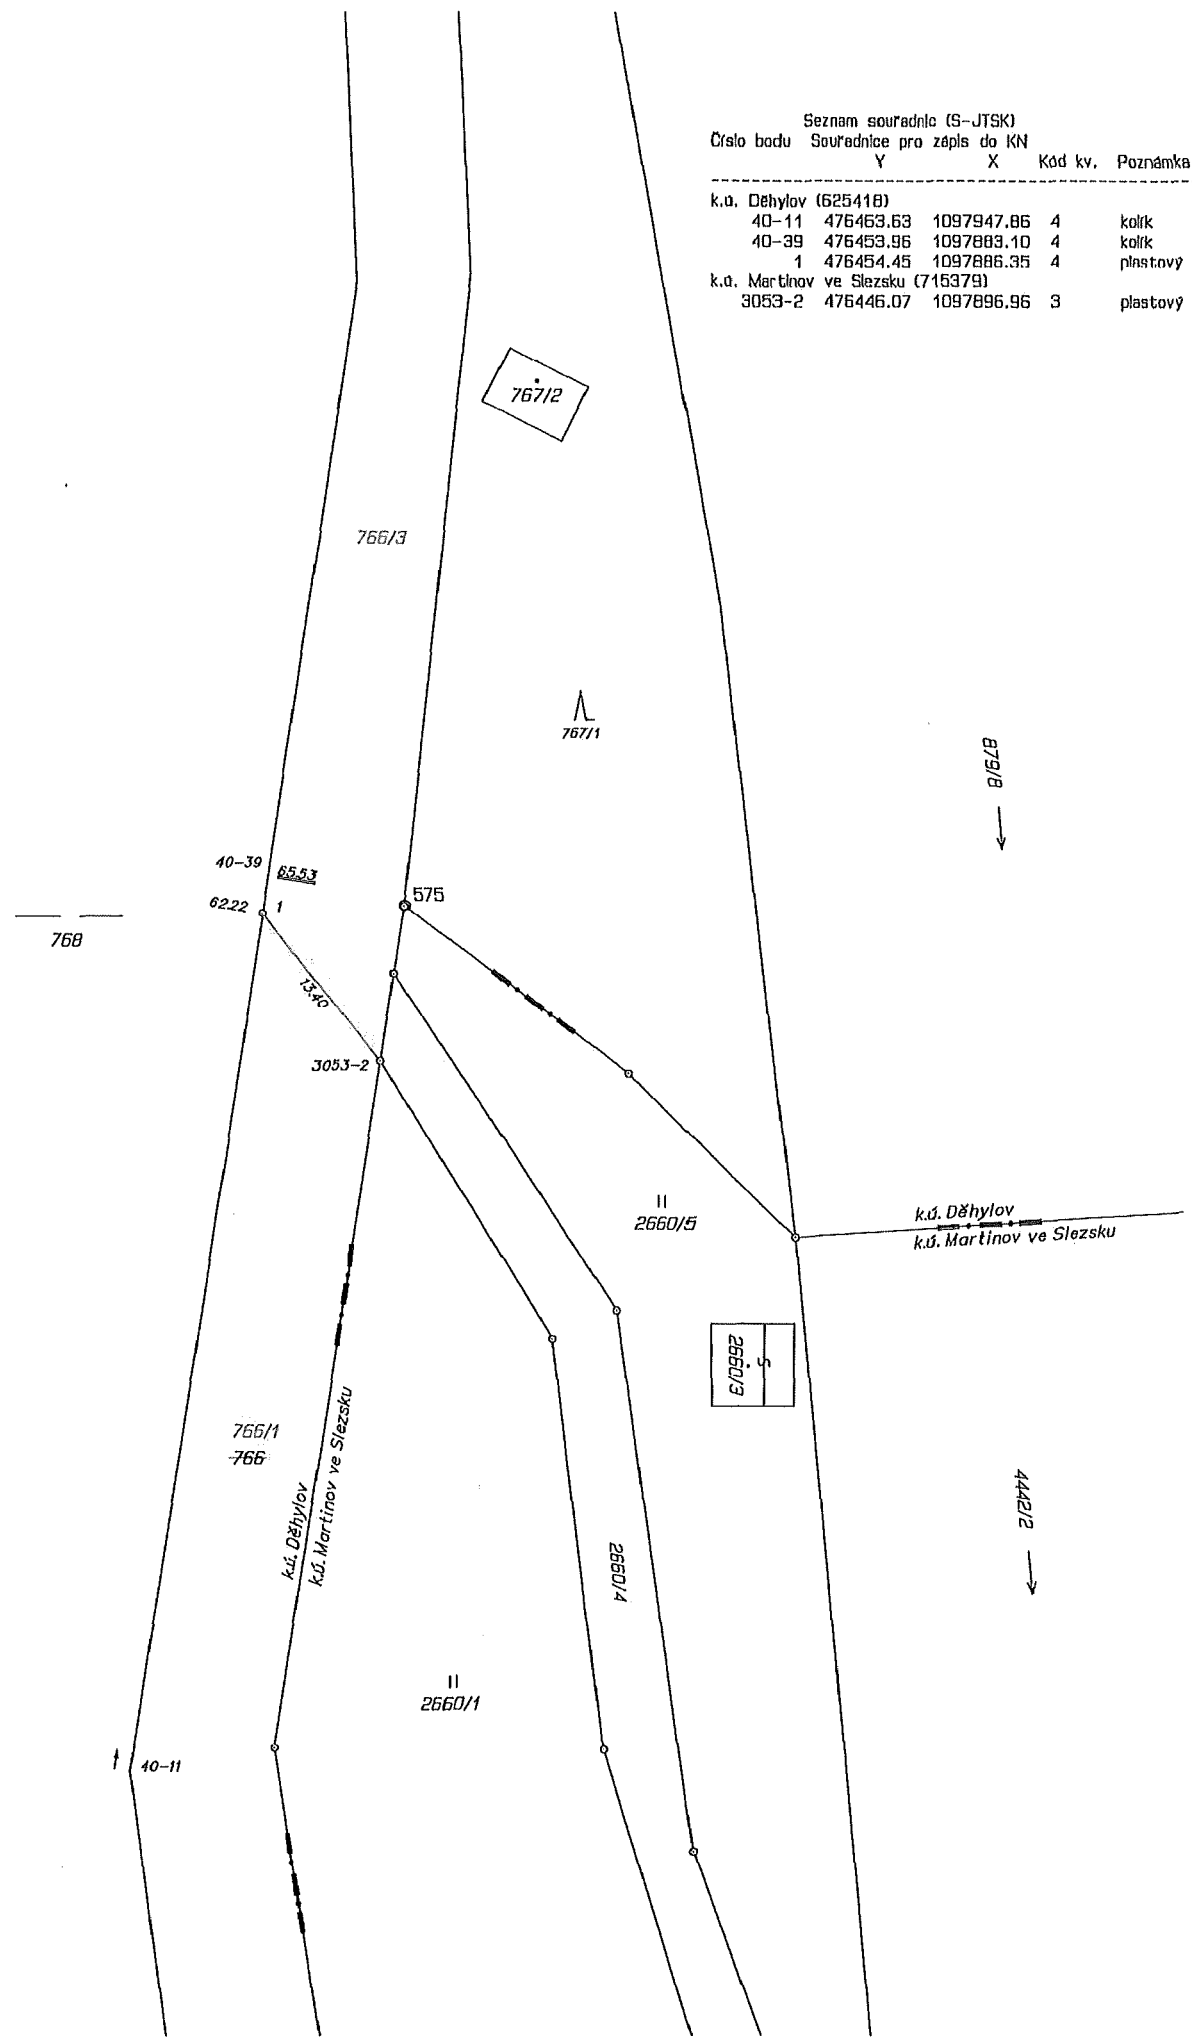 Seznam souřadnic (S-JTSK)
Číslo bodu Souřadnice pro zápis do KN
Y X Kód kv. Poznámka
k.ú. Děhylov (625418)
40-11 476463.63 1097947.86 4 kolík
40-39 476453.96 1097883.10 4 kolík
1 476454.45 1097886.35 4 plastový
k.ú. Martinov ve Slezsku (715379)
3053-2 476446.07 1097896.96 3 plastový
767/2
766/3
767/1
879/8
40-39
65.53
575
62.22
1
768
13.40
3053-2
2660/5
k.ú. Děhylov
k.ú. Martinov ve Slezsku
S
2660/3
766/1
766
k.ú. Děhylov
k.ú. Martinov ve Slezsku
4442/2
2660/4
2660/1
40-11